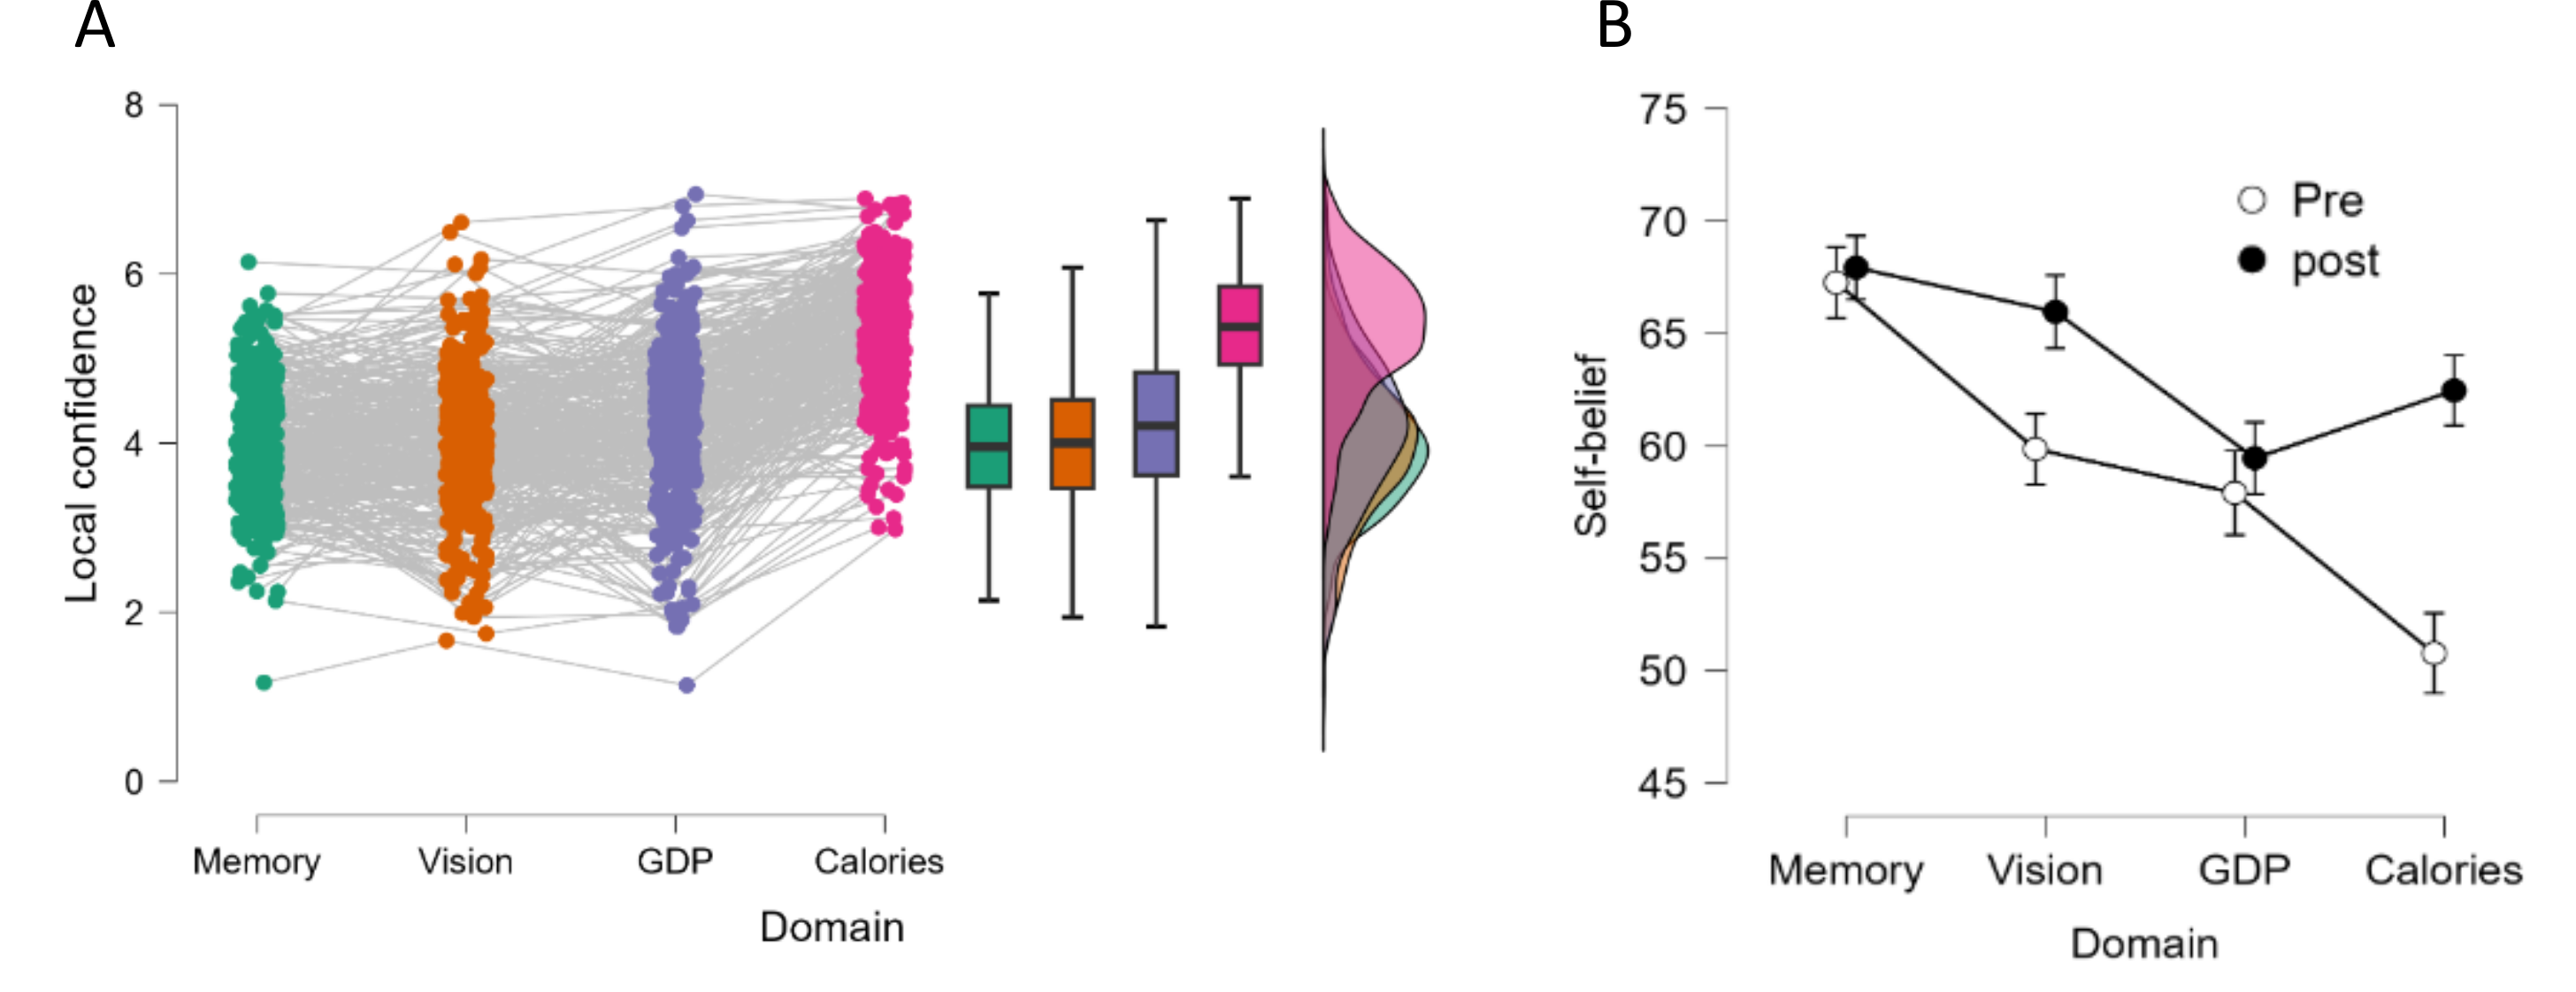 A
8
6
4
2
0
Local confidence
Memory Vision GDP Calories
Domain
B
75
70
65
60
55
50
45
Self-belief
Pre
post
Memory Vision GDP Calories
Domain